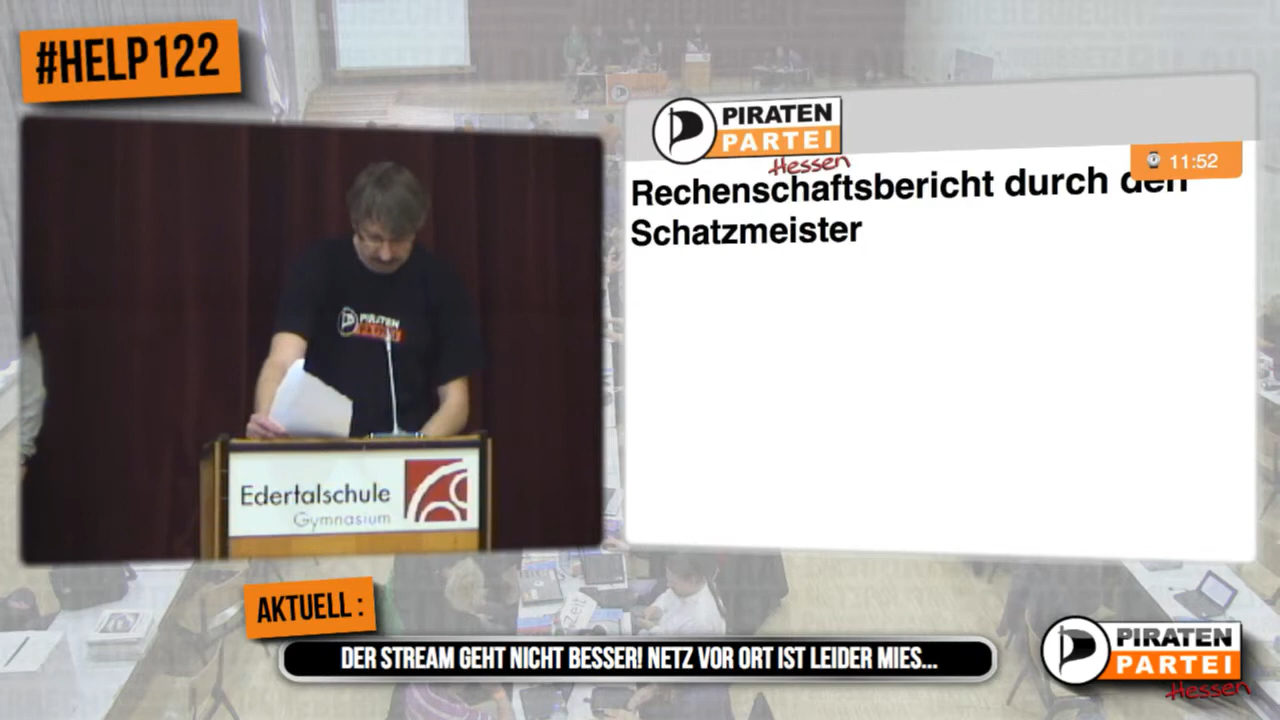 #HELP122
PIRATEN
PARTEI
Hessen
11:52
Rechenschaftsbericht durch den
Schatzmeister
PIRATEN
PARTEI
Edertalschule
Gymnasium
AKTUELL :
DER STREAM GEHT NICHT BESSER! NETZ VOR ORT IST LEIDER MIES...
PIRATEN
PARTEI
Hessen